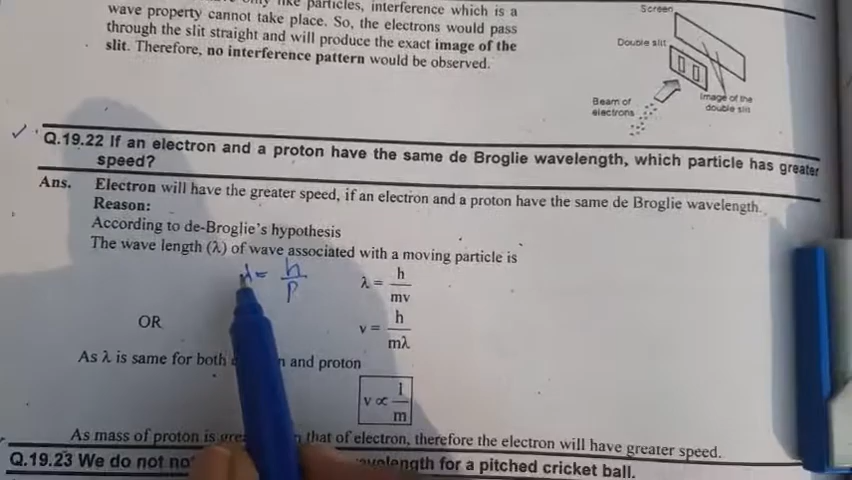 like particles, interference which is a
wave property cannot take place. So, the electrons would pass
through the slit straight and will produce the exact image of the
slit. Therefore, no interference pattern would be observed.
Screen
Double slit
Beam of
electrons
Image of the
double slit
Q.19.22 If an electron and a proton have the same de Broglie wavelength, which particle has greater
speed?
Ans. Electron will have the greater speed, if an electron and a proton have the same de Broglie wavelength.
Reason:
According to de-Broglie's hypothesis
The wave length (λ) of wave associated with a moving particle is
λ = h/P
λ = h/mv
OR v = h/mλ
As λ is same for both and proton
v ∝ 1/m
As mass of proton is that of electron, therefore the electron will have greater speed.
Q.19.23 We do not for a pitched cricket ball.